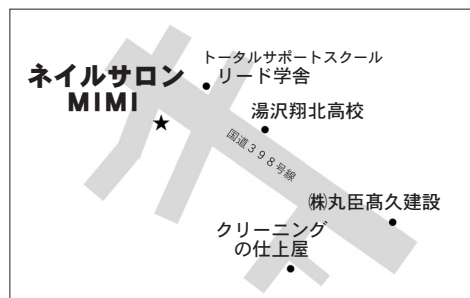 ネイルサロン
MIMI
トータルサポートスクール
リード学舎
湯沢翔北高校
国道398号線
㈱丸臣髙久建設
クリーニング
の仕上屋